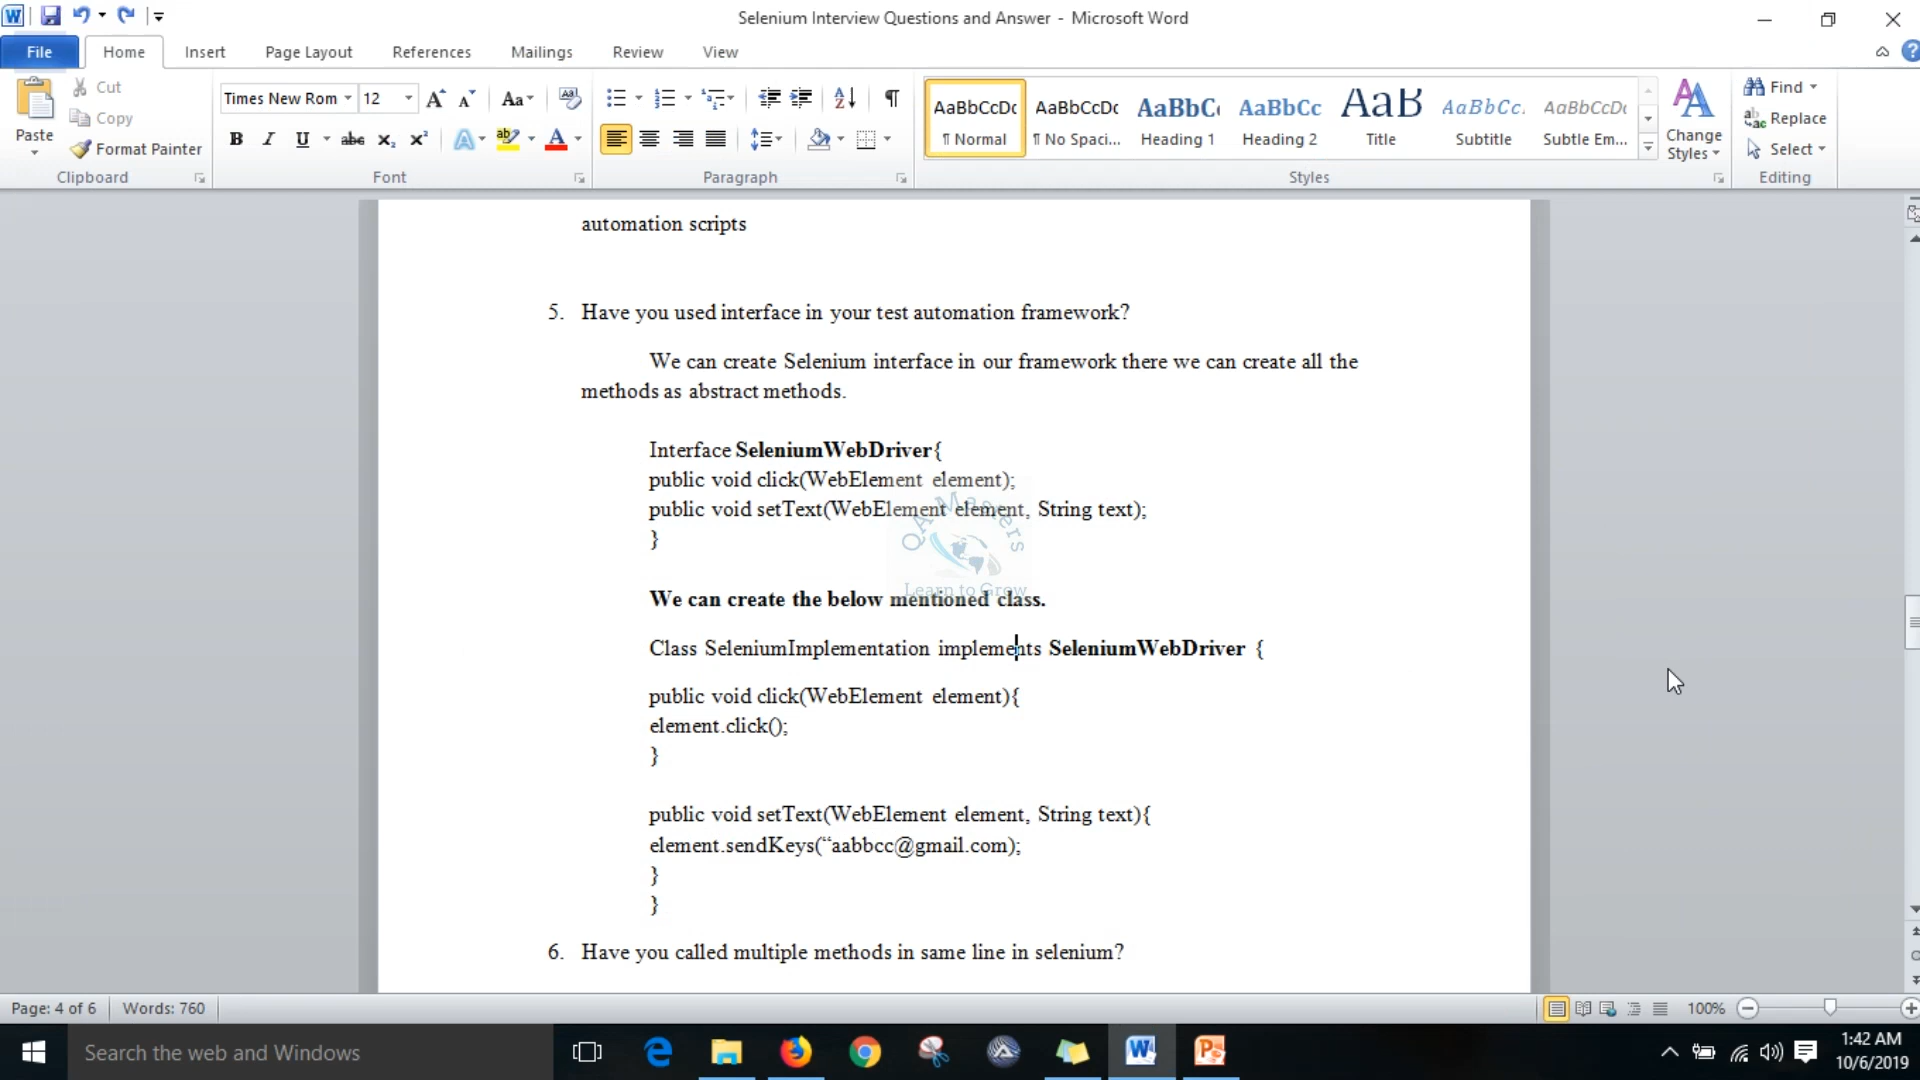 Selenium Interview Questions and Answer - Microsoft Word
File Home Insert Page Layout References Mailings Review View
Paste
Cut
Copy
Format Painter
Clipboard
Times New Rom 12
Font
Paragraph
AaBbCcDc AaBbCcDc AaBbC AaBbCc AaB AaBbCc. AaBbCcDc
¶ Normal ¶ No Spaci... Heading 1 Heading 2 Title Subtitle Subtle Em...
Styles
Change Styles
Find
Replace
Select
Editing
automation scripts
5. Have you used interface in your test automation framework?
We can create Selenium interface in our framework there we can create all the
methods as abstract methods.
Interface SeleniumWebDriver{
public void click(WebElement element);
public void setText(WebElement element, String text);
}
QA Masters
Learn to Grow
We can create the below mentioned class.
Class SeleniumImplementation implements SeleniumWebDriver {
public void click(WebElement element){
element.click();
}
public void setText(WebElement element, String text){
element.sendKeys(“aabbcc@gmail.com);
}
}
6. Have you called multiple methods in same line in selenium?
Page: 4 of 6 Words: 760 100%
Search the web and Windows
1:42 AM
10/6/2019